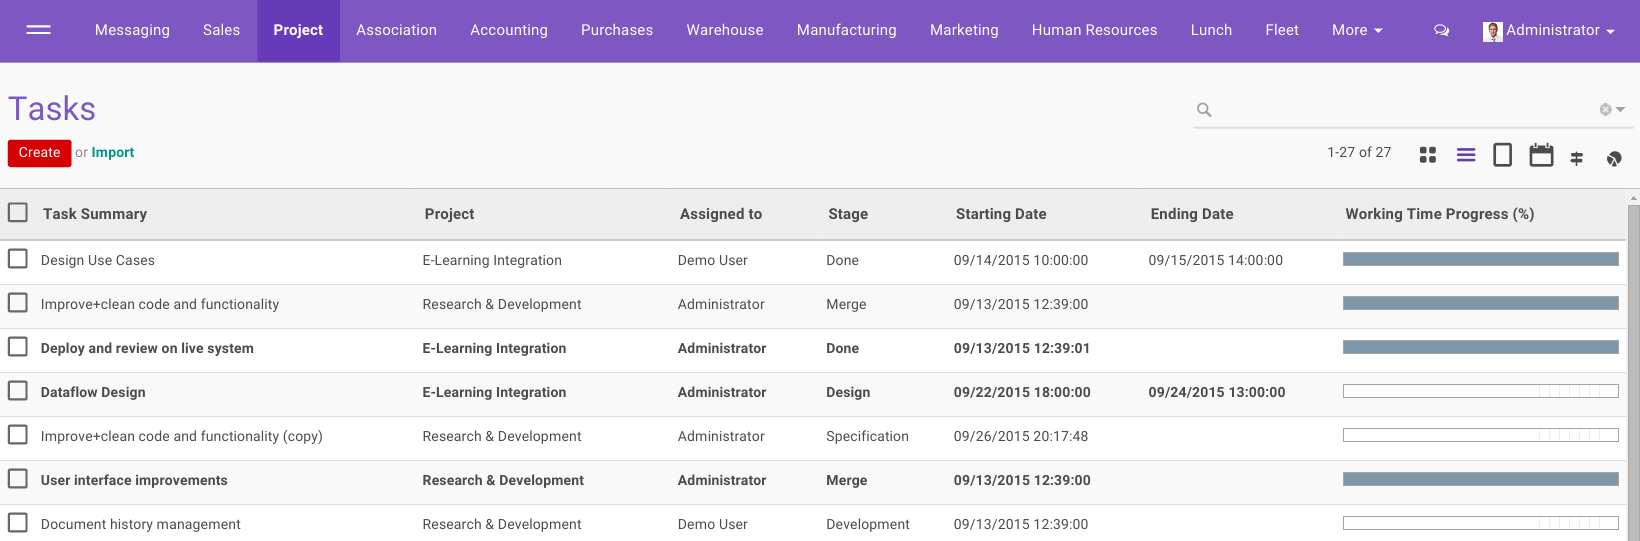 Messaging Sales Project Association Accounting Purchases Warehouse Manufacturing Marketing Human Resources Lunch Fleet More Administrator
Tasks
Create or Import
1-27 of 27
Task Summary Project Assigned to Stage Starting Date Ending Date Working Time Progress (%)
Design Use Cases E-Learning Integration Demo User Done 09/14/2015 10:00:00 09/15/2015 14:00:00
Improve+clean code and functionality Research & Development Administrator Merge 09/13/2015 12:39:00
Deploy and review on live system E-Learning Integration Administrator Done 09/13/2015 12:39:01
Dataflow Design E-Learning Integration Administrator Design 09/22/2015 18:00:00 09/24/2015 13:00:00
Improve+clean code and functionality (copy) Research & Development Administrator Specification 09/26/2015 20:17:48
User interface improvements Research & Development Administrator Merge 09/13/2015 12:39:00
Document history management Research & Development Demo User Development 09/13/2015 12:39:00